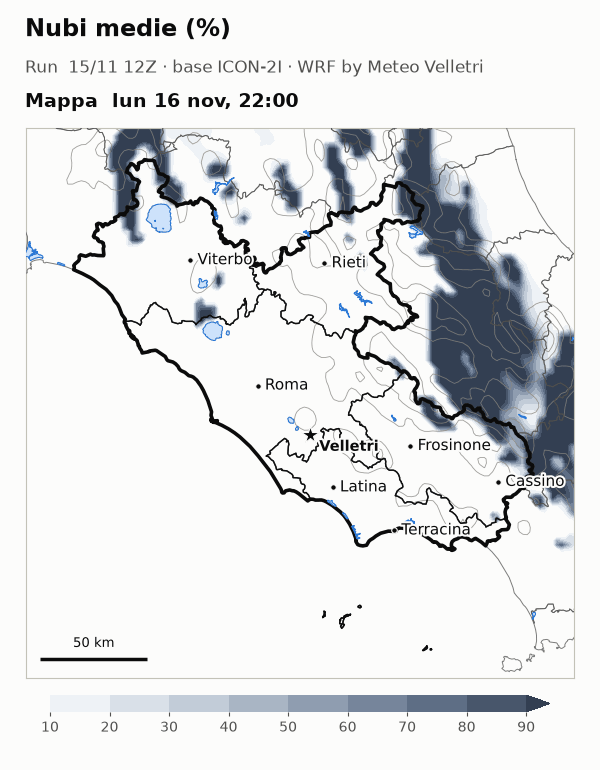 Nubi medie (%)
Run 15/11 12Z · base ICON-2I · WRF by Meteo Velletri
Mappa lun 16 nov, 22:00
Viterbo
Rieti
Roma
Velletri
Frosinone
Cassino
Latina
Terracina
50 km
10 20 30 40 50 60 70 80 90